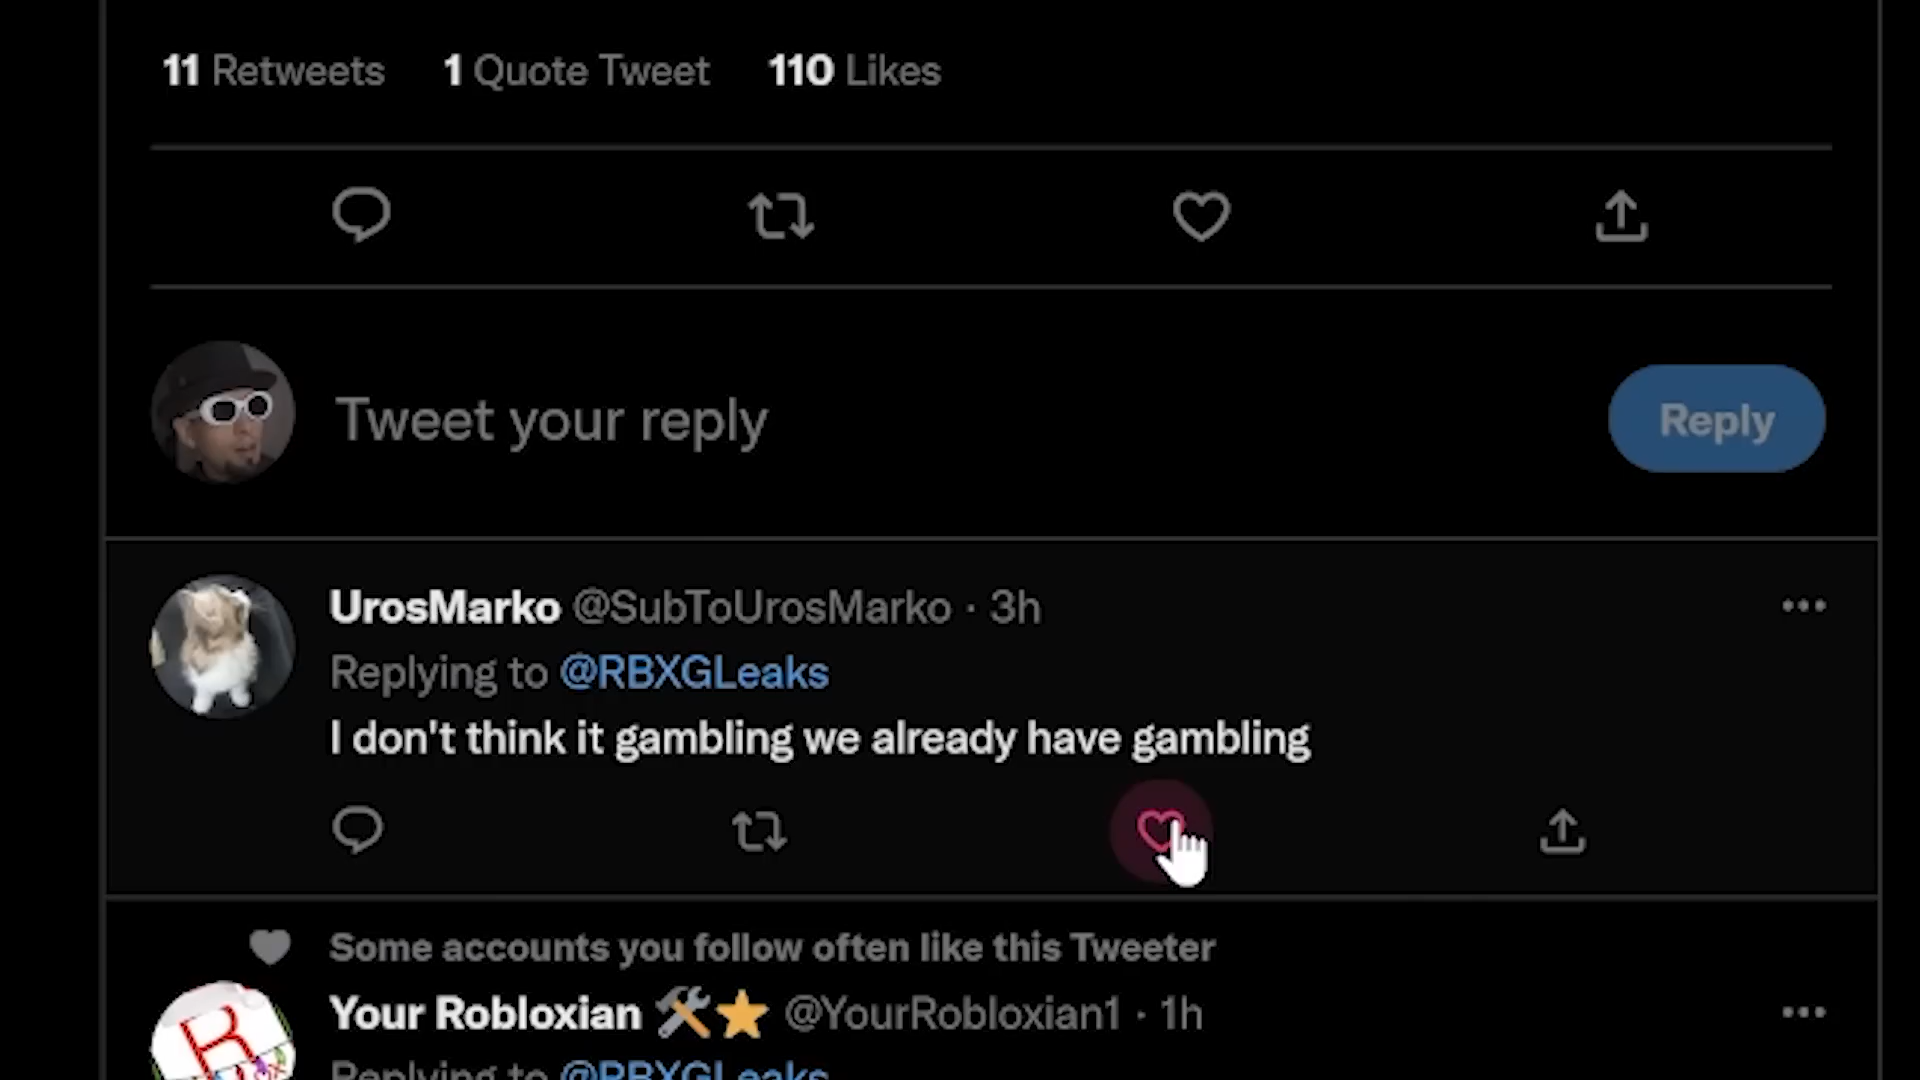 11 Retweets 1 Quote Tweet 110 Likes
Tweet your reply
Reply
UrosMarko @SubToUrosMarko · 3h
Replying to @RBXGLeaks
I don't think it gambling we already have gambling
Some accounts you follow often like this Tweeter
Your Robloxian 🛠️⭐ @YourRobloxian1 · 1h
Replying to @RBXGLeaks